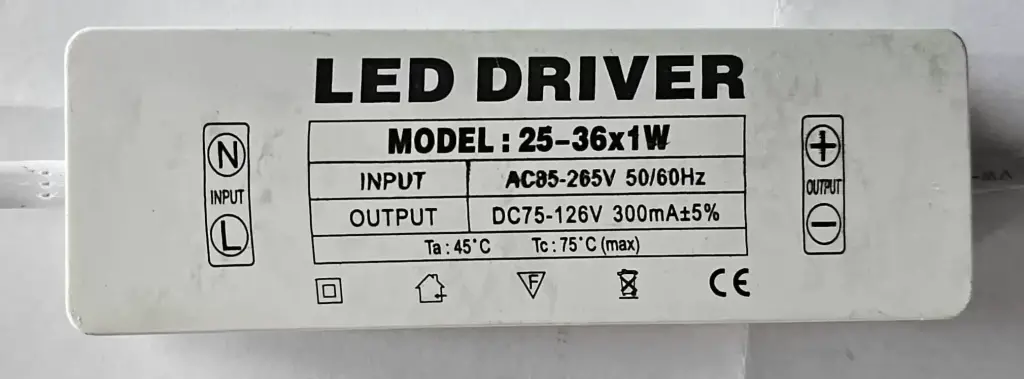 LED DRIVER
MODEL : 25-36x1W
INPUT AC85-265V 50/60Hz
OUTPUT DC75-126V 300mA±5%
Ta : 45°C Tc : 75°C (max)
N
INPUT
L
+
OUTPUT
-
F
CE